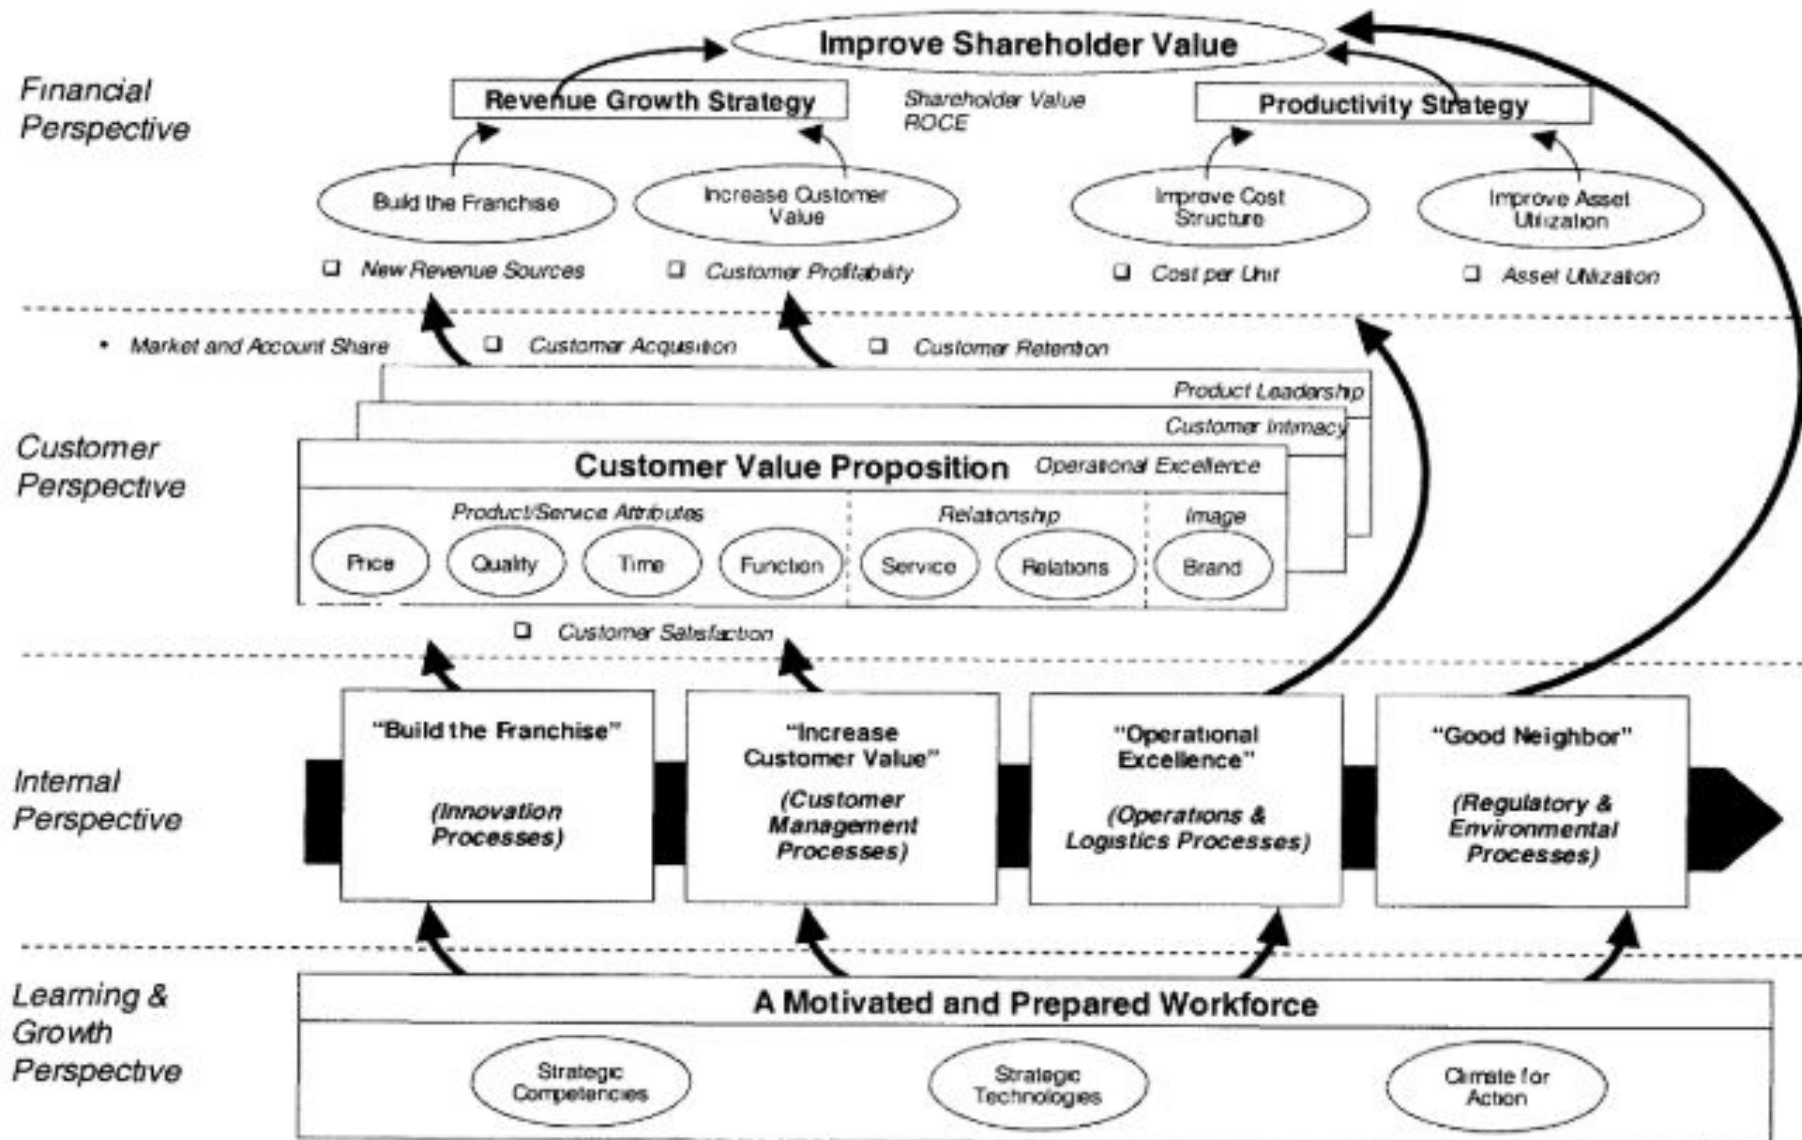 Improve Shareholder Value
Financial
Perspective
Revenue Growth Strategy
Shareholder Value
ROCE
Productivity Strategy
Build the Franchise
Increase Customer
Value
Improve Cost
Structure
Improve Asset
Utilization
❑ New Revenue Sources
❑ Customer Profitability
❑ Cost per Unit
❑ Asset Utilization
• Market and Account Share
❑ Customer Acquisition
❑ Customer Retention
Product Leadership
Customer Intimacy
Customer
Perspective
Customer Value Proposition Operational Excellence
Product/Service Attributes
Relationship
Image
Price
Quality
Time
Function
Service
Relations
Brand
❑ Customer Satisfaction
Internal
Perspective
"Build the Franchise"
(Innovation
Processes)
"Increase
Customer Value"
(Customer
Management
Processes)
"Operational
Excellence"
(Operations &
Logistics Processes)
"Good Neighbor"
(Regulatory &
Environmental
Processes)
Learning &
Growth
Perspective
A Motivated and Prepared Workforce
Strategic
Competencies
Strategic
Technologies
Climate for
Action